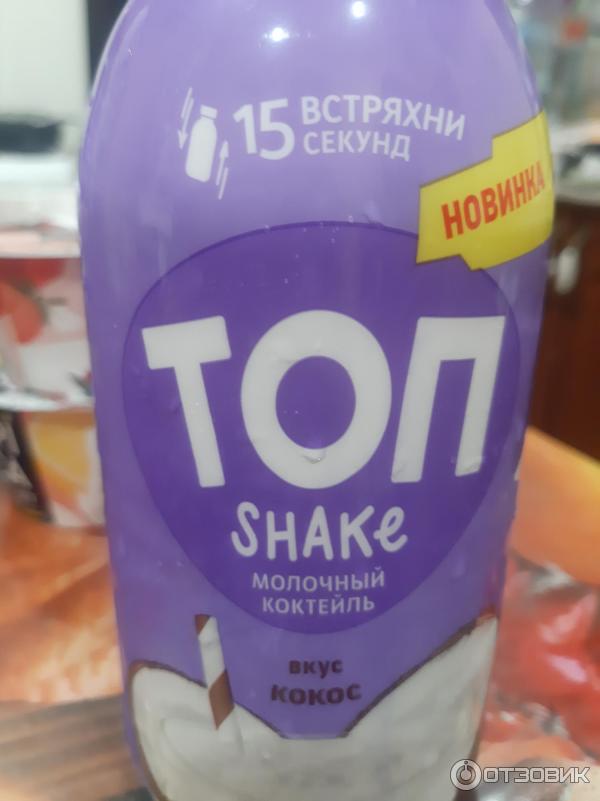 15 ВСТРЯХНИ
СЕКУНД
НОВИНКА
ТОП
SHAKe
МОЛОЧНЫЙ
КОКТЕЙЛЬ
вкус
КОКОС
ОТЗОВИК